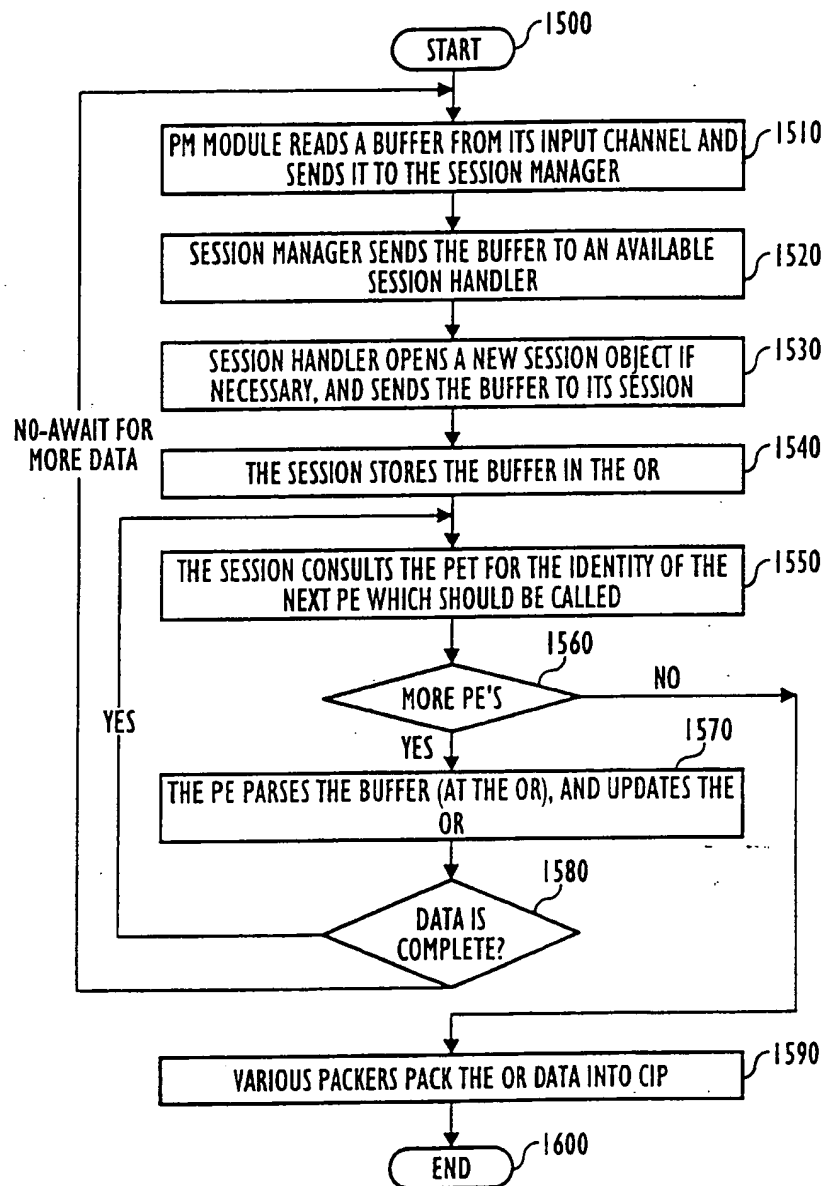 1500
START
PM MODULE READS A BUFFER FROM ITS INPUT CHANNEL AND
SENDS IT TO THE SESSION MANAGER
1510
SESSION MANAGER SENDS THE BUFFER TO AN AVAILABLE
SESSION HANDLER
1520
SESSION HANDLER OPENS A NEW SESSION OBJECT IF
NECESSARY, AND SENDS THE BUFFER TO ITS SESSION
1530
NO-AWAIT FOR
MORE DATA
THE SESSION STORES THE BUFFER IN THE OR
1540
THE SESSION CONSULTS THE PET FOR THE IDENTITY OF THE
NEXT PE WHICH SHOULD BE CALLED
1550
1560
MORE PE'S
NO
YES
YES
1570
THE PE PARSES THE BUFFER (AT THE OR), AND UPDATES THE
OR
1580
DATA IS
COMPLETE?
VARIOUS PACKERS PACK THE OR DATA INTO CIP
1590
END
1600